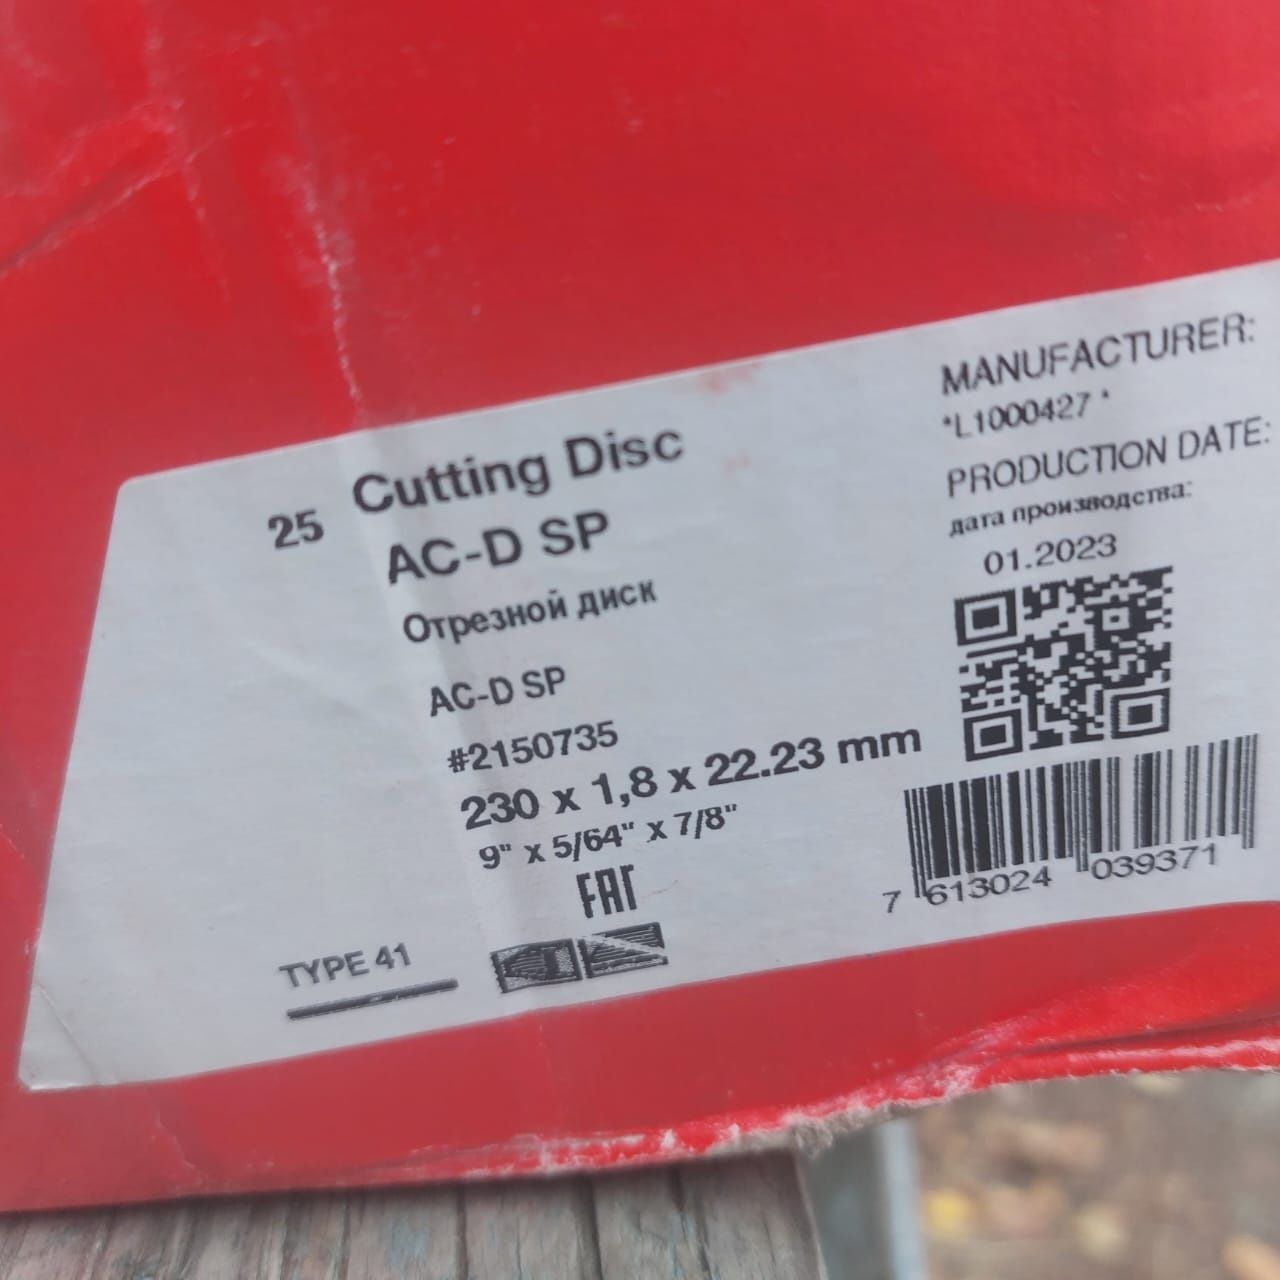 25 Cutting Disc
AC-D SP
Отрезной диск
AC-D SP
#2150735
230 x 1,8 x 22.23 mm
9" x 5/64" x 7/8"
EAC
TYPE 41
MANUFACTURER:
*L1000427 *
PRODUCTION DATE:
дата производства:
01.2023
7 613024 039371